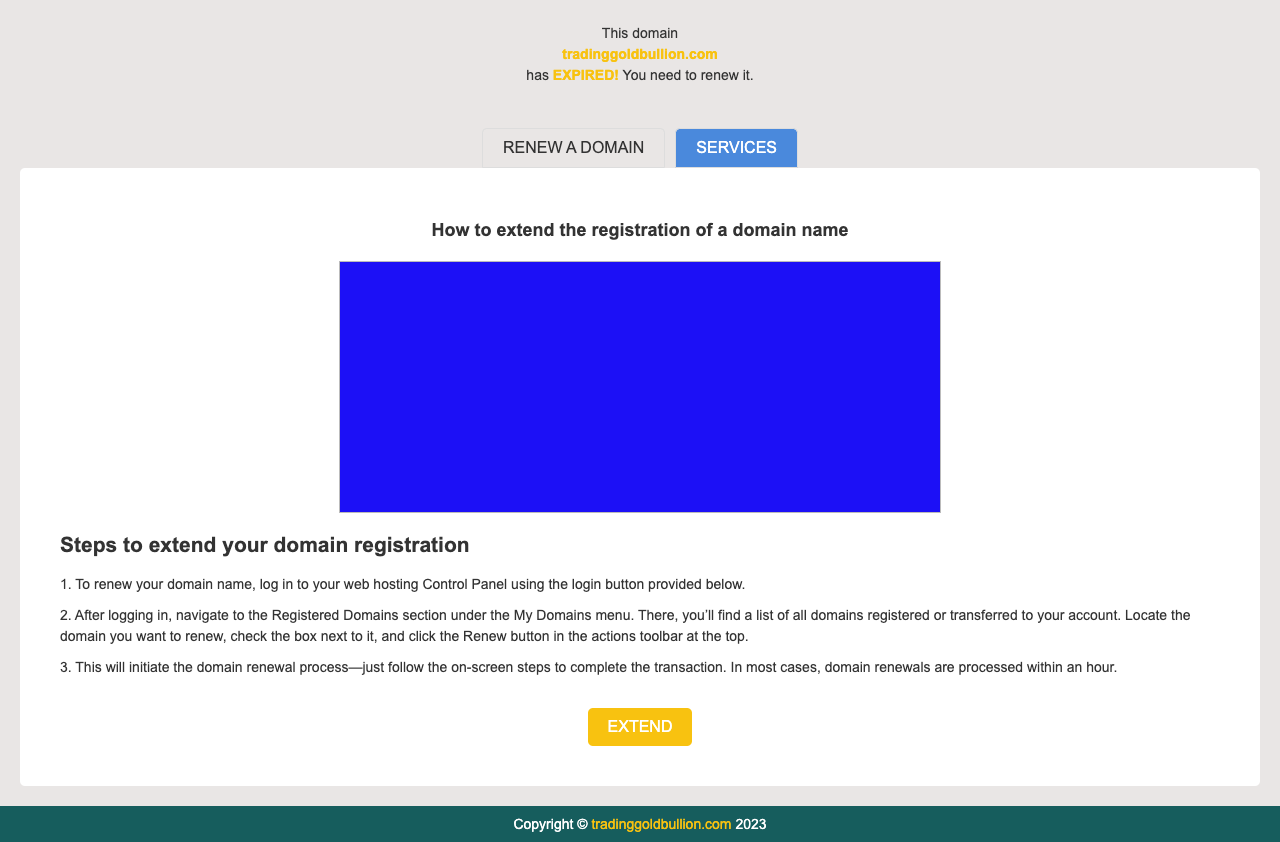 This domain
tradinggoldbullion.com
has EXPIRED! You need to renew it.
RENEW A DOMAIN
SERVICES
How to extend the registration of a domain name
Steps to extend your domain registration
1. To renew your domain name, log in to your web hosting Control Panel using the login button provided below.
2. After logging in, navigate to the Registered Domains section under the My Domains menu. There, you’ll find a list of all domains registered or transferred to your account. Locate the
domain you want to renew, check the box next to it, and click the Renew button in the actions toolbar at the top.
3. This will initiate the domain renewal process—just follow the on-screen steps to complete the transaction. In most cases, domain renewals are processed within an hour.
EXTEND
Copyright © tradinggoldbullion.com 2023